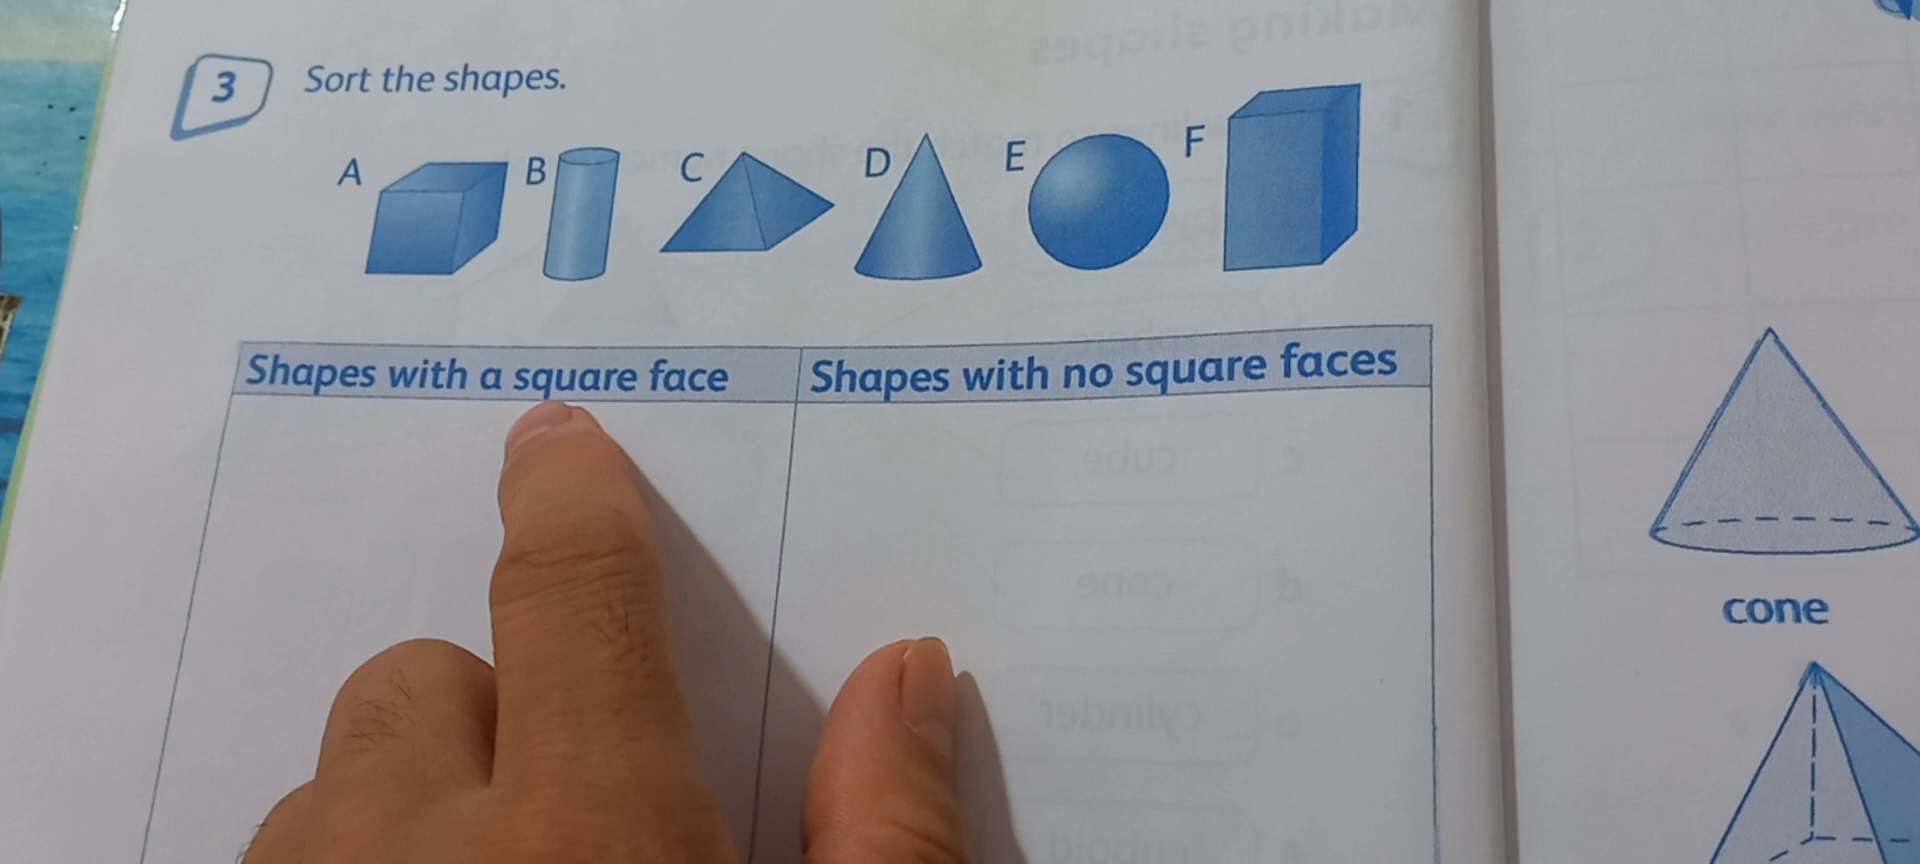 3 Sort the shapes.
A B C D E F
Shapes with a square face Shapes with no square faces
cone